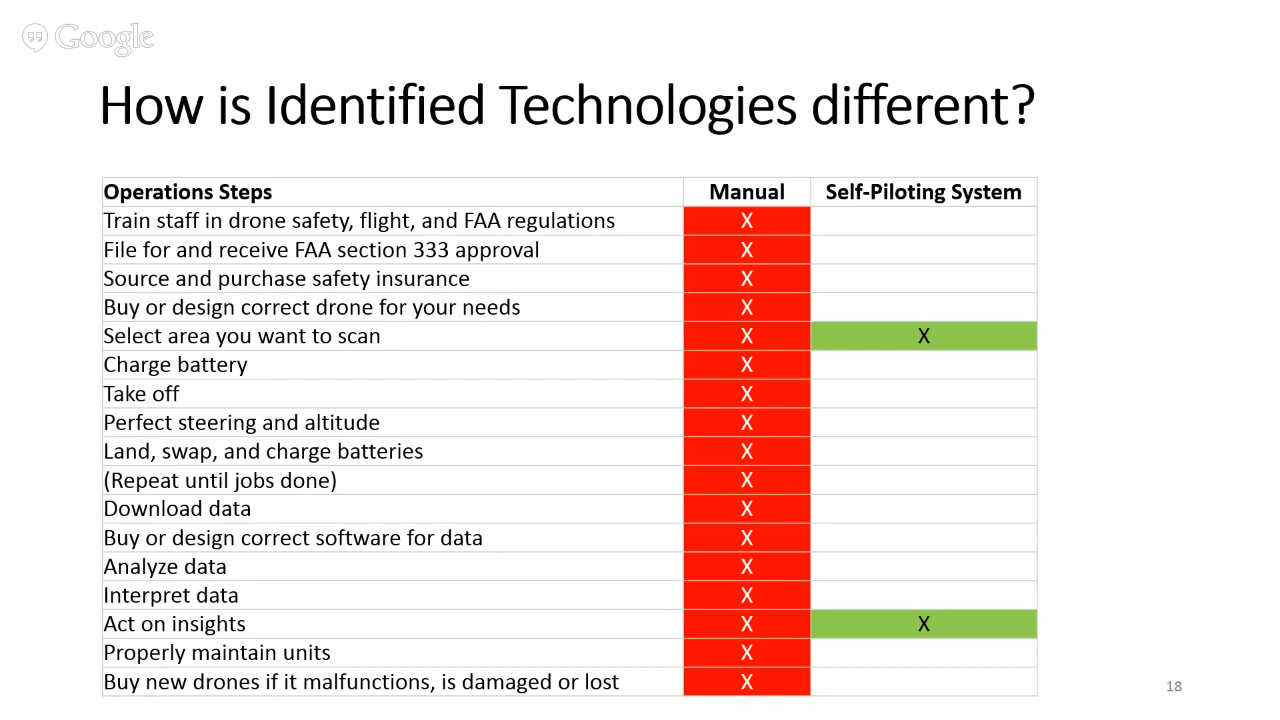 Google
How is Identified Technologies different?
Operations Steps Manual Self-Piloting System
Train staff in drone safety, flight, and FAA regulations X
File for and receive FAA section 333 approval X
Source and purchase safety insurance X
Buy or design correct drone for your needs X
Select area you want to scan X X
Charge battery X
Take off X
Perfect steering and altitude X
Land, swap, and charge batteries X
(Repeat until jobs done) X
Download data X
Buy or design correct software for data X
Analyze data X
Interpret data X
Act on insights X X
Properly maintain units X
Buy new drones if it malfunctions, is damaged or lost X
18